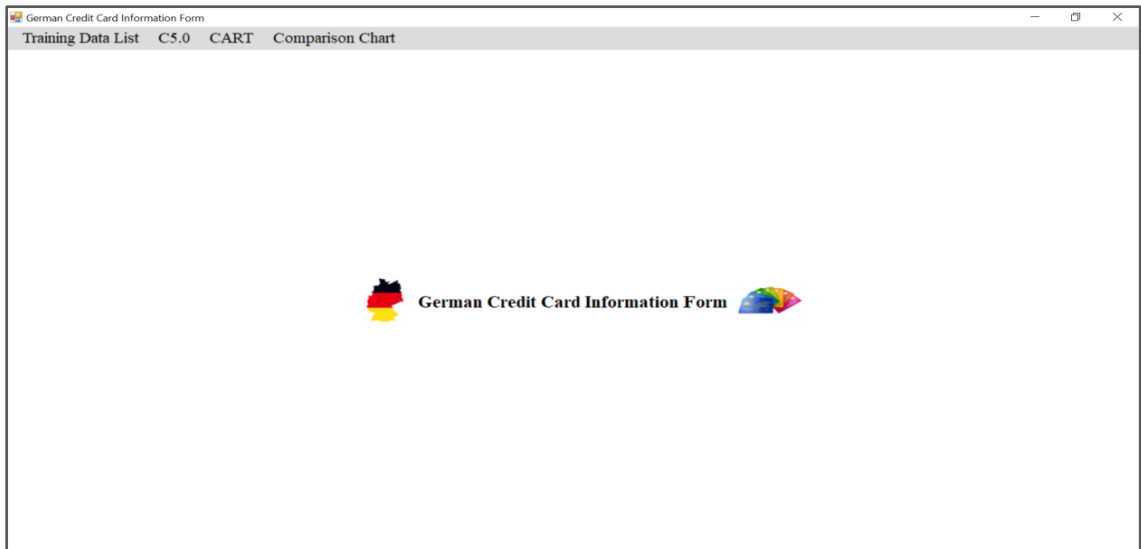 German Credit Card Information Form
Training Data List C5.0 CART Comparison Chart
German Credit Card Information Form